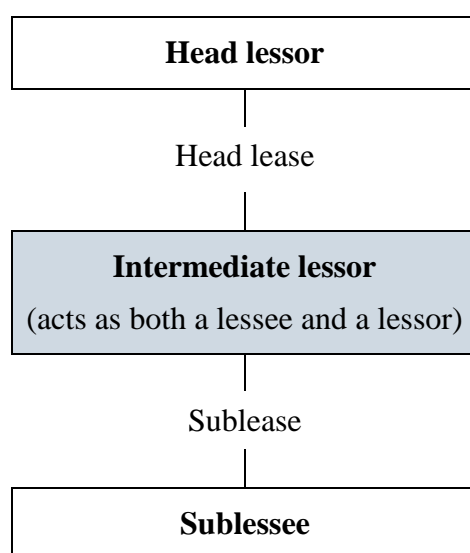 Head lessor
Head lease
Intermediate lessor
(acts as both a lessee and a lessor)
Sublease
Sublessee